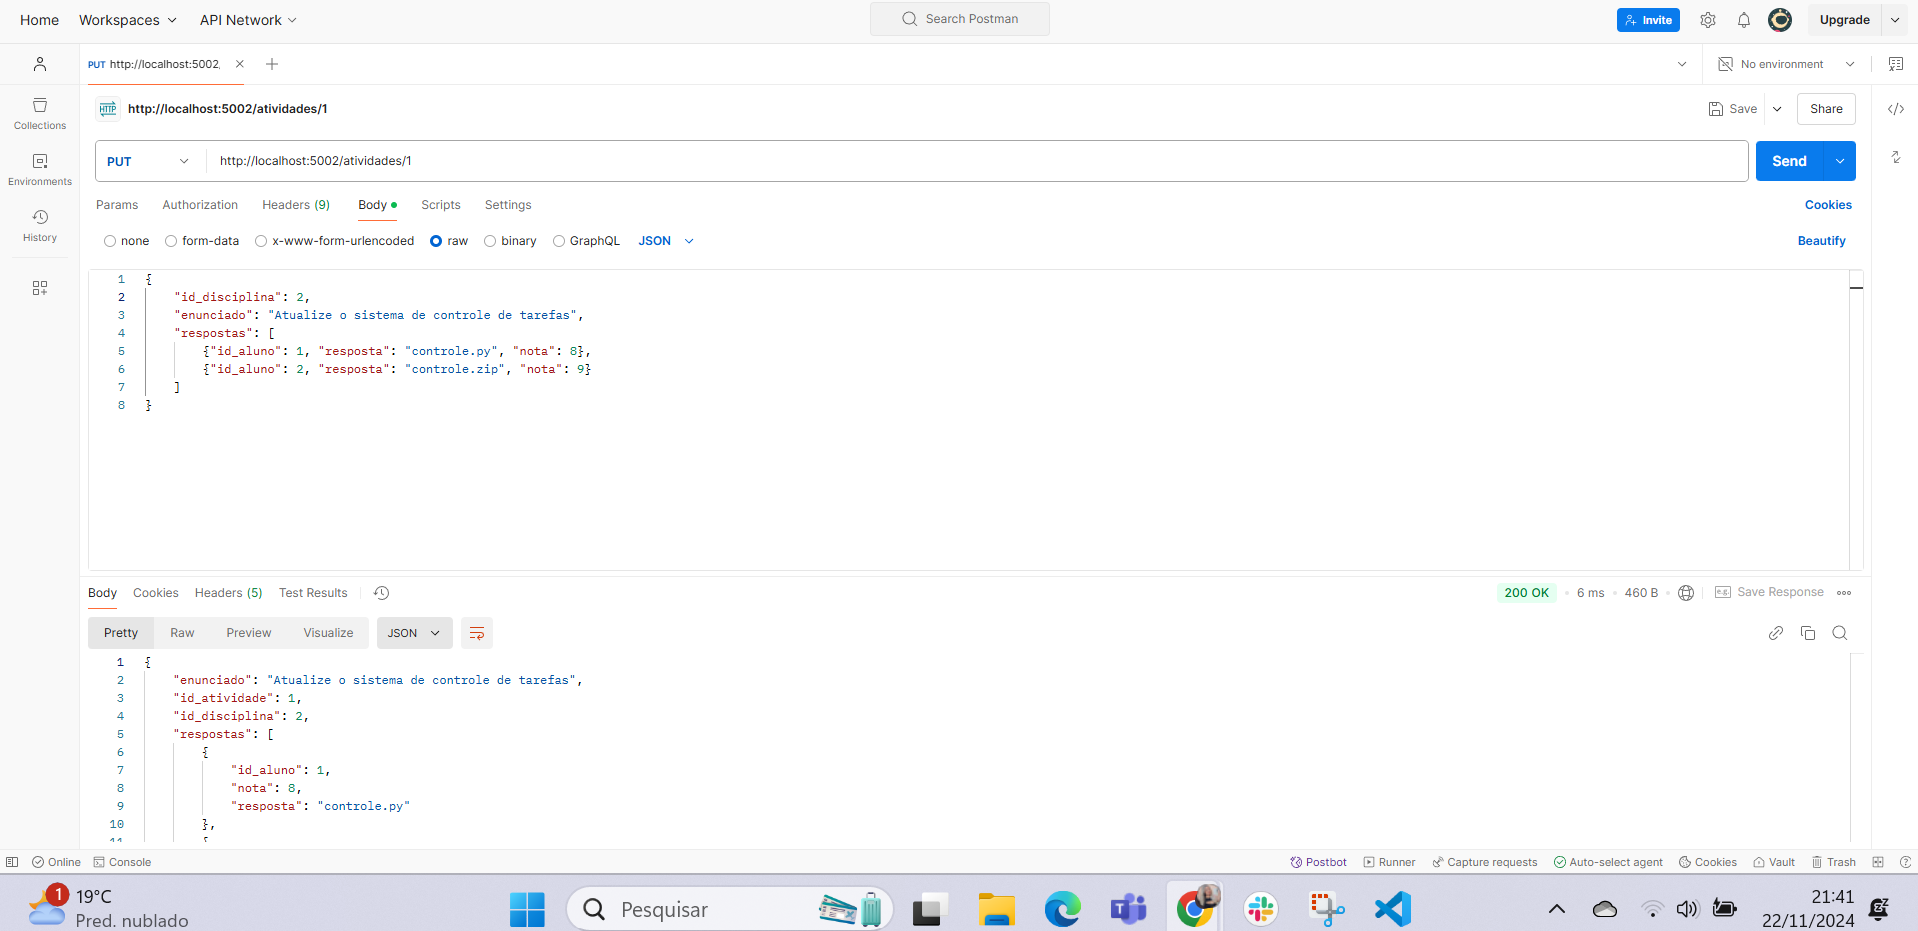 Home Workspaces API Network Search Postman Invite Upgrade
PUT http://localhost:5002, No environment
HTTP http://localhost:5002/atividades/1 Save Share
Collections
PUT http://localhost:5002/atividades/1 Send
Environments
Params Authorization Headers (9) Body Scripts Settings Cookies
History
none form-data x-www-form-urlencoded raw binary GraphQL JSON Beautify
1 {
2 "id_disciplina": 2,
3 "enunciado": "Atualize o sistema de controle de tarefas",
4 "respostas": [
5 {"id_aluno": 1, "resposta": "controle.py", "nota": 8},
6 {"id_aluno": 2, "resposta": "controle.zip", "nota": 9}
7 ]
8 }
Body Cookies Headers (5) Test Results 200 OK 6 ms 460 B e.g. Save Response
Pretty Raw Preview Visualize JSON
1 {
2 "enunciado": "Atualize o sistema de controle de tarefas",
3 "id_atividade": 1,
4 "id_disciplina": 2,
5 "respostas": [
6 {
7 "id_aluno": 1,
8 "nota": 8,
9 "resposta": "controle.py"
10 },
11 {
Online Console Postbot Runner Capture requests Auto-select agent Cookies Vault Trash
1 19°C
Pred. nublado
Pesquisar
21:41
22/11/2024